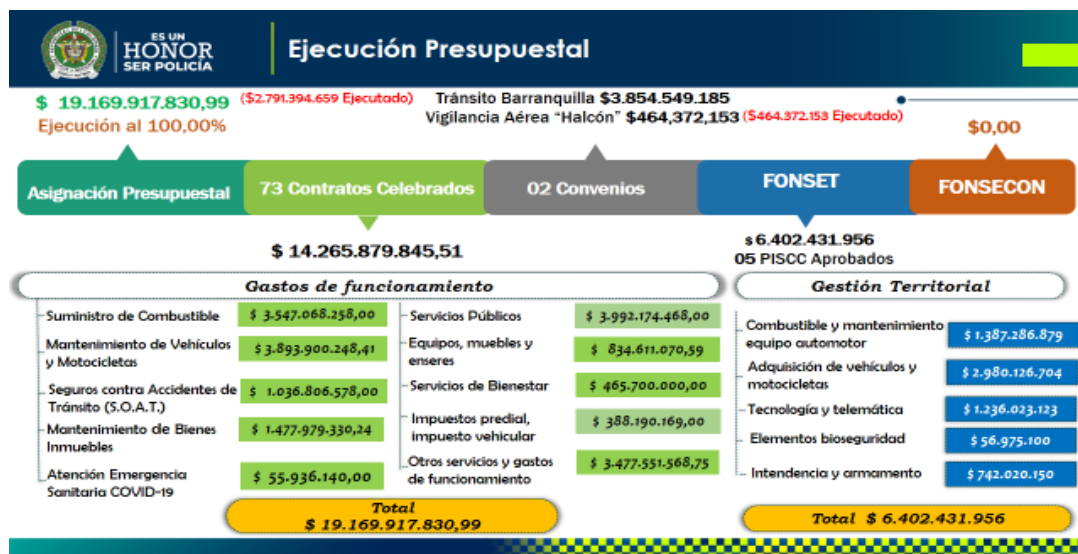 ES UN
HONOR
SER POLICÍA
Ejecución Presupuestal
$ 19.169.917.830,99
Ejecución al 100,00%
($2.791.394.659 Ejecutado)
Tránsito Barranquilla $3.854.549.185
Vigilancia Aérea “Halcón” $464,372,153 ($464.372.153 Ejecutado)
$0,00
Asignación Presupuestal
73 Contratos Celebrados
02 Convenios
FONSET
FONSECON
$ 14.265.879.845,51
$ 6.402.431.956
05 PISCC Aprobados
Gastos de funcionamiento
Suministro de Combustible $ 3.547.068.258,00
Mantenimiento de Vehículos
y Motocicletas $3.893.900.248,41
Seguros contra Accidentes de
Tránsito (S.O.A.T.) $ 1.036.806.578,00
Mantenimiento de Bienes
Inmuebles $ 1.477.979.330,24
Atención Emergencia
Sanitaria COVID-19 $ 55.936.140,00
Servicios Públicos $ 3.992.174.468,00
Equipos, muebles y
enseres $ 834.611.070,59
Servicios de Bienestar $ 465.700.000,00
Impuestos predial,
impuesto vehicular $ 388.190.169,00
Otros servicios y gastos
de funcionamiento $ 3.477.551.568,75
Total
$ 19.169.917.830,99
Gestión Territorial
Combustible y mantenimiento
equipo automotor $ 1.387.286.879
Adquisición de vehículos y
motocicletas $ 2.980.126.704
Tecnología y telemática $ 1.236.023.123
Elementos bioseguridad $ 56.975.100
Intendencia y armamento $ 742.020.150
Total $ 6.402.431.956